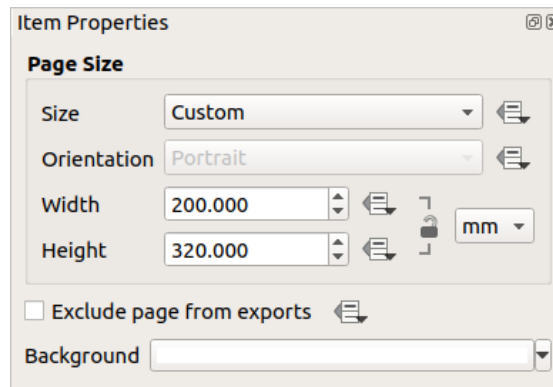 Item Properties
Page Size
Size Custom
Orientation Portrait
Width 200.000
Height 320.000
mm
Exclude page from exports
Background